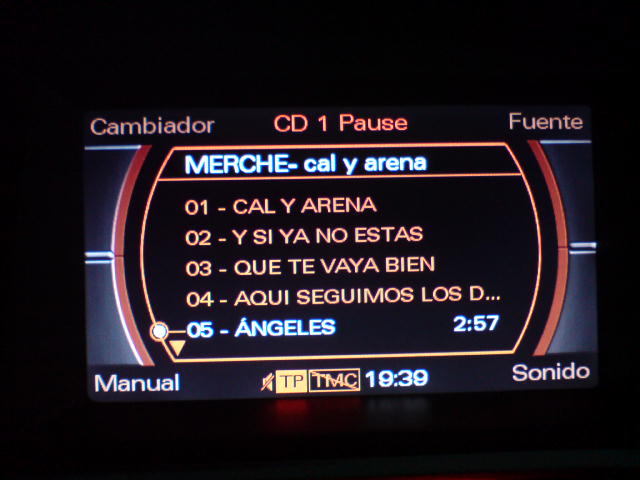 Cambiador CD 1 Pause Fuente
MERCHE- cal y arena
01 - CAL Y ARENA
02 - Y SI YA NO ESTAS
03 - QUE TE VAYA BIEN
04 - AQUI SEGUIMOS LOS D...
05 - ÁNGELES 2:57
Manual TP TMC 19:39 Sonido